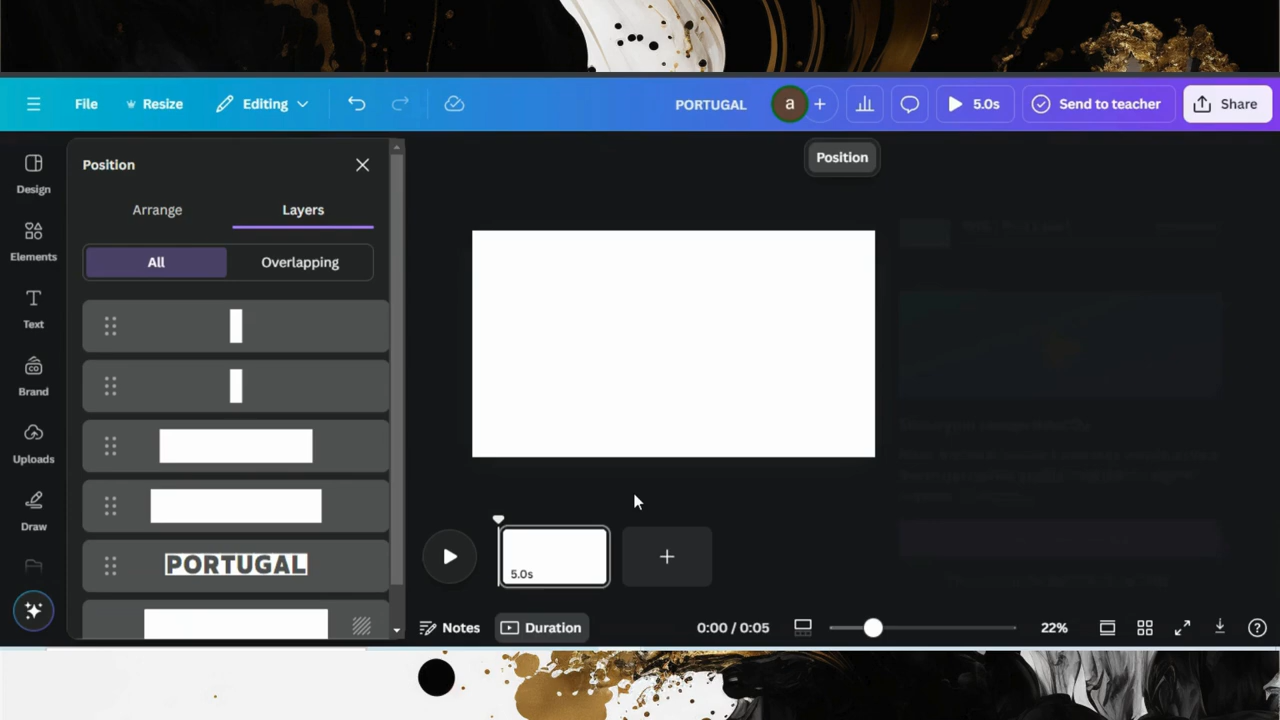 File Resize Editing PORTUGAL a 5.0s Send to teacher Share
Position
Position
Arrange Layers
All Overlapping
Design
Elements
Text
Brand
Uploads
Draw
PORTUGAL
5.0s
Notes Duration 0:00 / 0:05 22%